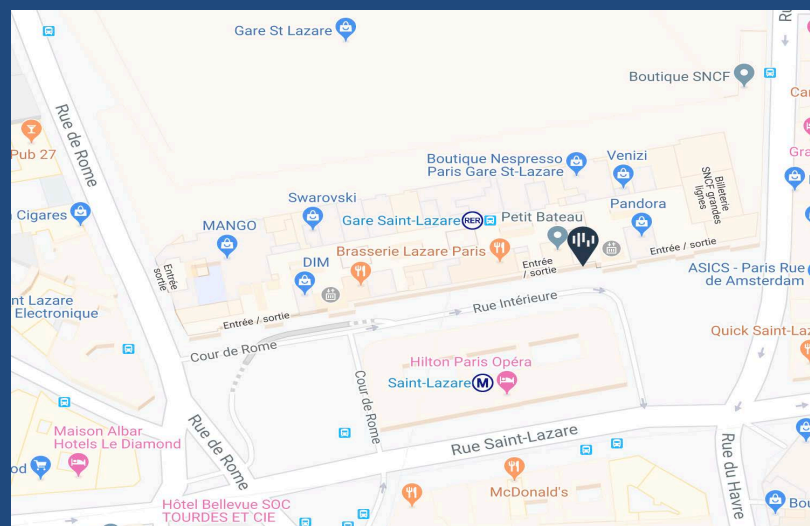 Gare St Lazare
Boutique SNCF
Rue de Rome
Pub 27
Boutique Nespresso
Paris Gare St-Lazare
Venizi
Billeterie
SNCF grandes
lignes
Swarovski
Cigares
MANGO
Gare Saint-Lazare
RER
Petit Bateau
Pandora
Brasserie Lazare Paris
Entrée / sortie
DIM
Entrée
sortie
Entrée
/ sortie
ASICS - Paris Rue
de Amsterdam
nt Lazare
Electronique
Rue Intérieure
Entrée / sortie
Quick Saint-Laz
Cour de Rome
Hilton Paris Opéra
Saint-Lazare
M
Cour de Rome
Rue de Rome
Maison Albar
Hotels Le Diamond
Rue Saint-Lazare
Rue du Havre
McDonald's
Hôtel Bellevue SOC
TOURDES ET CIE